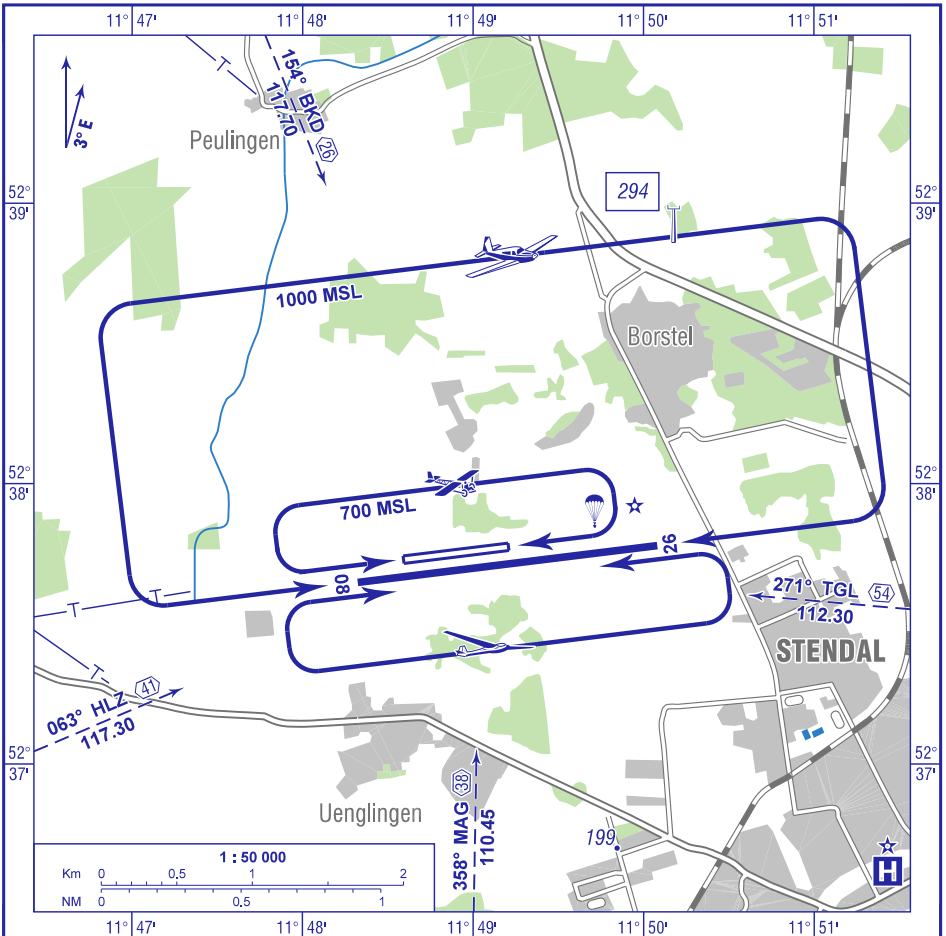 11° 47'
11° 48'
11° 49'
11° 50'
11° 51'
3° E
154° BKD
117.70
26
Peulingen
52°
39'
52°
39'
294
1000 MSL
Borstel
52°
38'
52°
38'
700 MSL
26
08
271° TGL 54
112.30
STENDAL
063° HLZ 41
117.30
52°
37'
52°
37'
358° MAG 38
110.45
Uenglingen
199
1 : 50 000
Km 0 0,5 1 2
NM 0 0.5 1
H
11° 47'
11° 48'
11° 49'
11° 50'
11° 51'